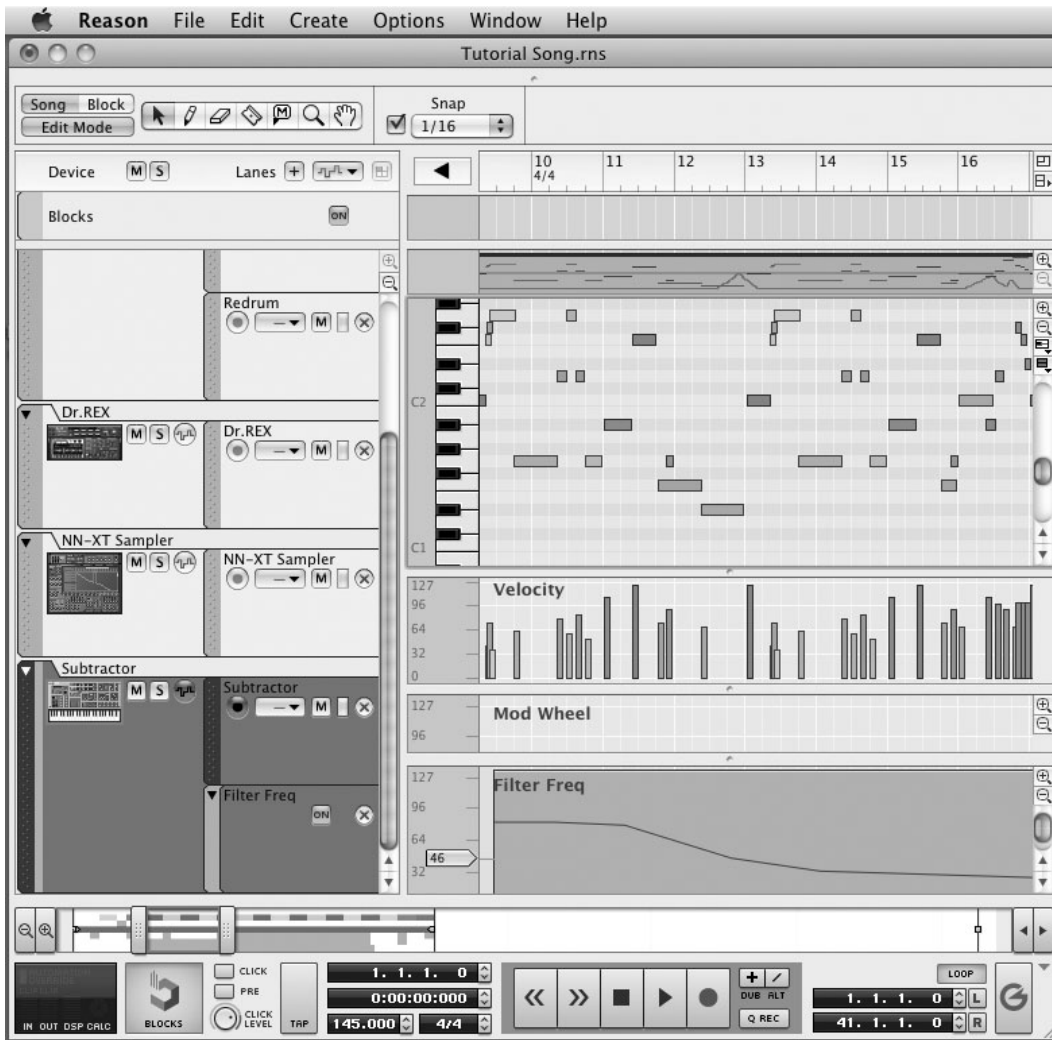 Reason File Edit Create Options Window Help
Tutorial Song.rns
Song Block
Edit Mode
M
Snap
1/16
Device M S Lanes +
10 11 12 13 14 15 16
4/4
Blocks ON
Redrum
M
Dr.REX
M S
Dr.REX
M
C2
NN-XT Sampler
M S
NN-XT Sampler
M
C1
127
96
64
32
0
Velocity
Subtractor
M S
Subtractor
M
127
96
Mod Wheel
Filter Freq
ON
127
96
64
32
46
Filter Freq
IN OUT DSP CALC
BLOCKS
CLICK
PRE
CLICK
LEVEL
TAP
1. 1. 1. 0
0:00:00:000
145.000 4/4
DUB ALT
Q REC
LOOP
1. 1. 1. 0 L
41. 1. 1. 0 R